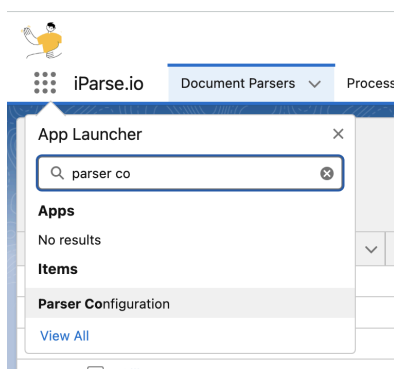 iParse.io
Document Parsers
Process
App Launcher
parser co
Apps
No results
Items
Parser Configuration
View All